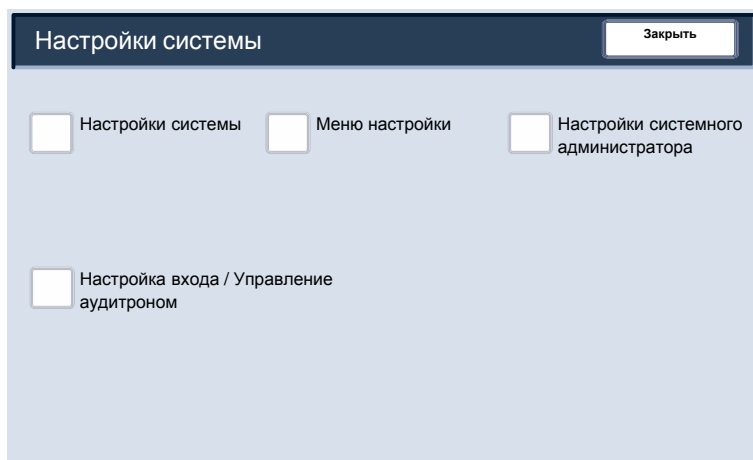 Настройки системы
Закрыть
Настройки системы
Меню настройки
Настройки системного
администратора
Настройка входа / Управление
аудитроном